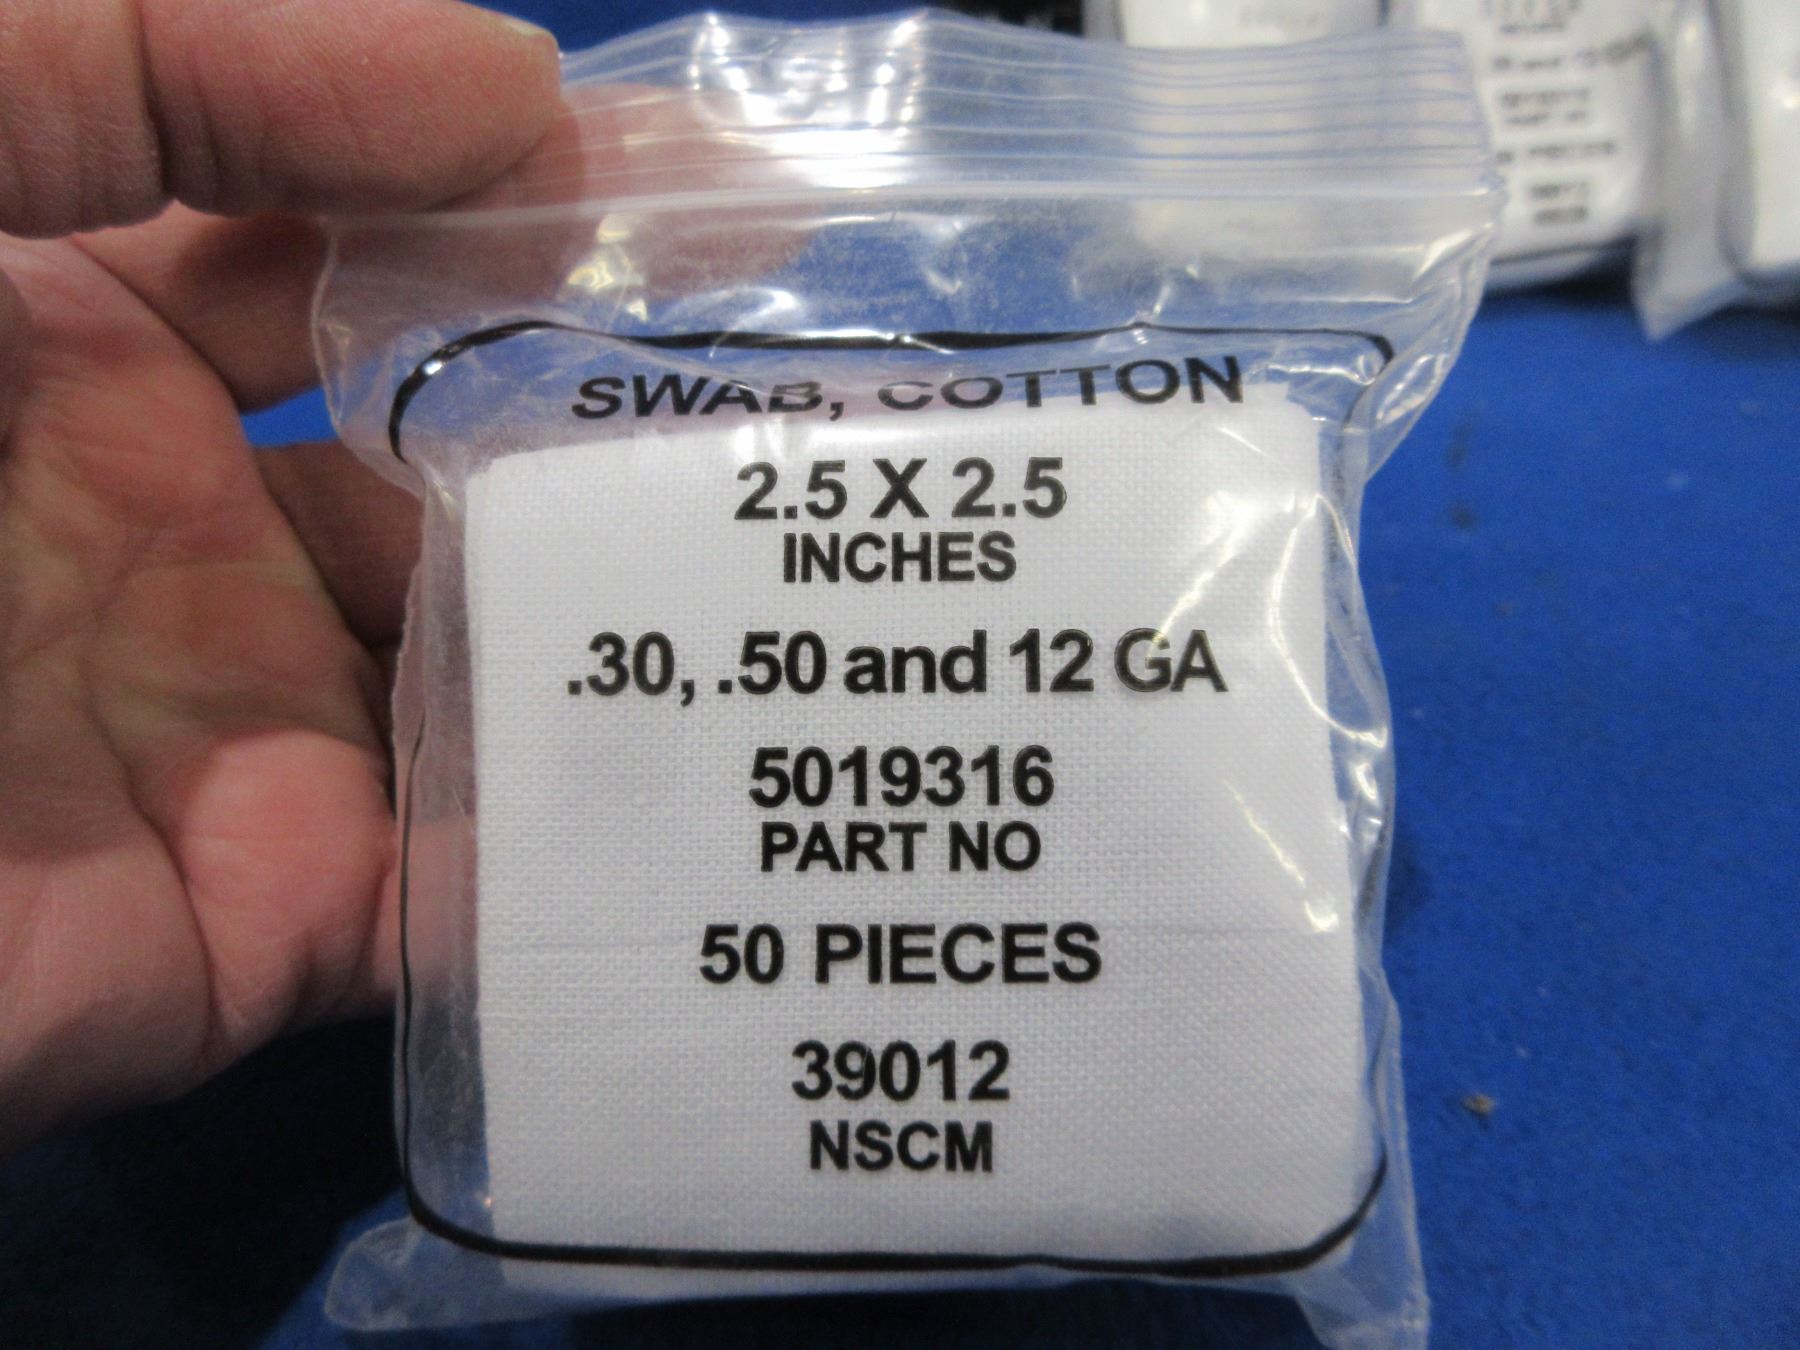 SWAB, COTTON
2.5 X 2.5
INCHES
.30, .50 and 12 GA
5019316
PART NO
50 PIECES
39012
NSCM